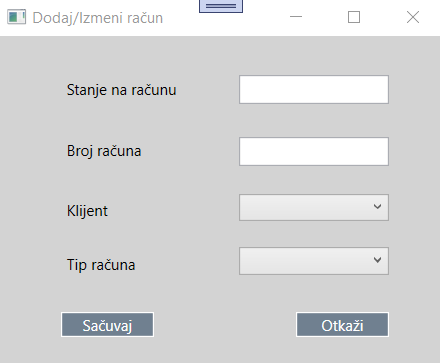 Dodaj/Izmeni račun
Stanje na računu
Broj računa
Klijent
Tip računa
Sačuvaj
Otkaži